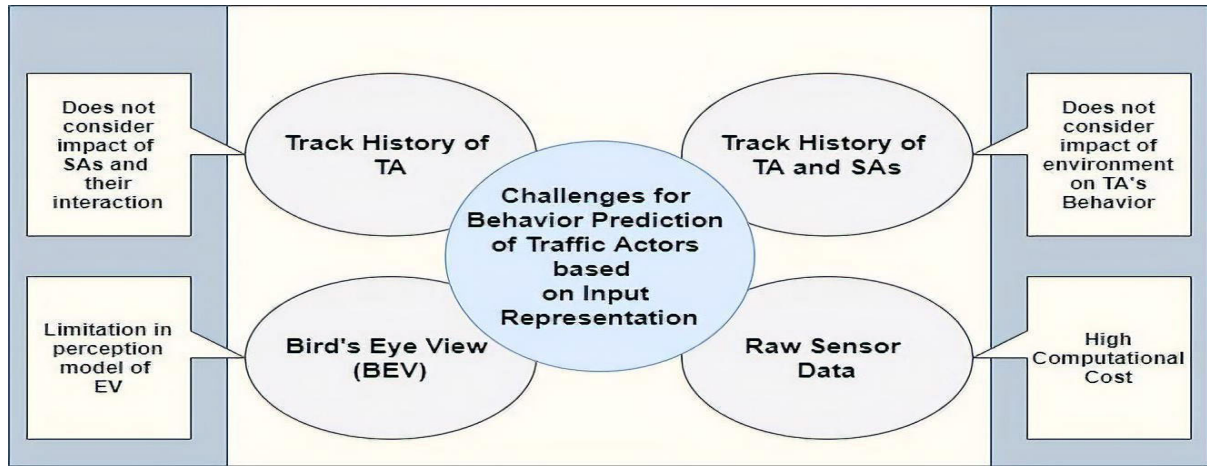 Does not
consider
impact of
SAs and
their
interaction
Track History of
TA
Track History of
TA and SAs
Does not
consider
impact of
environment
on TA's
Behavior
Challenges for
Behavior Prediction
of Traffic Actors
based
on Input
Representation
Limitation in
perception
model of
EV
Bird's Eye View
(BEV)
Raw Sensor
Data
High
Computational
Cost